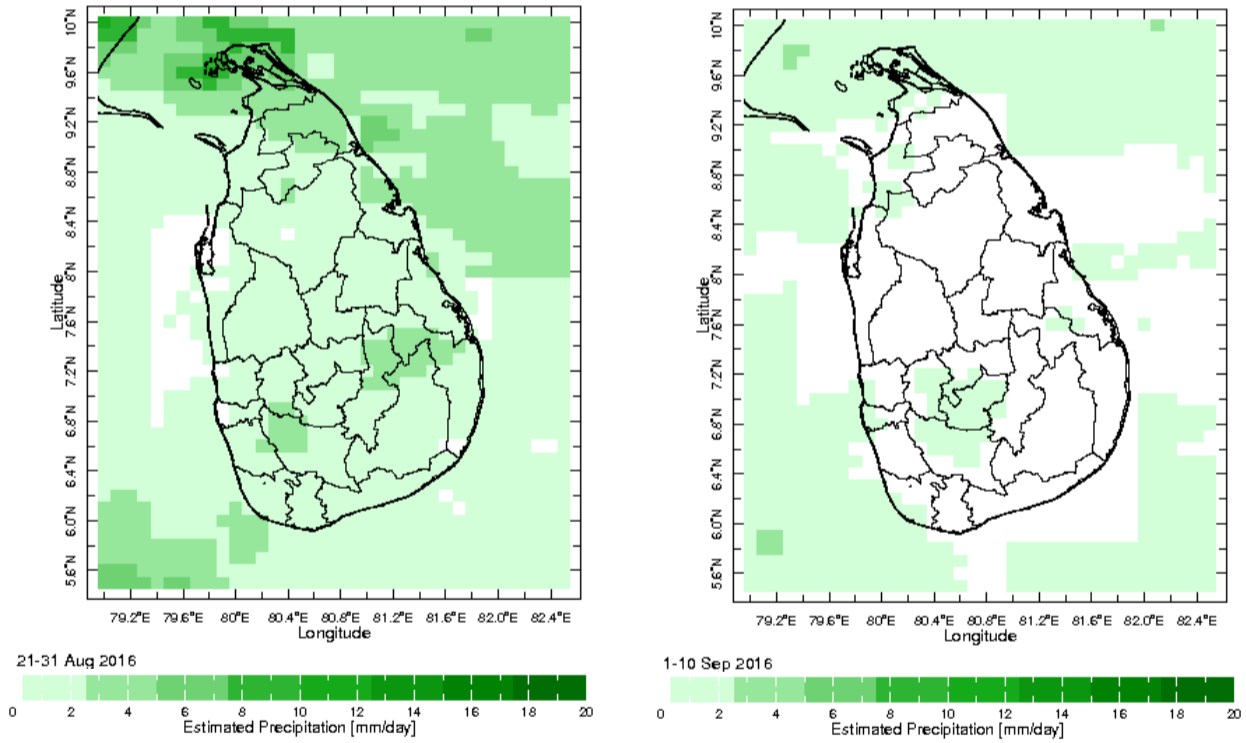 10°N
9.6°N
9.2°N
8.8°N
8.4°N
8°N
7.6°N
7.2°N
6.8°N
6.4°N
6.0°N
5.6°N
Latitude
79.2°E 79.6°E 80°E 80.4°E 80.8°E 81.2°E 81.6°E 82.0°E 82.4°E
Longitude
21-31 Aug 2016
0 2 4 6 8 10 12 14 16 18 20
Estimated Precipitation [mm/day]
10°N
9.6°N
9.2°N
8.8°N
8.4°N
8°N
7.6°N
7.2°N
6.8°N
6.4°N
6.0°N
5.6°N
Latitude
79.2°E 79.6°E 80°E 80.4°E 80.8°E 81.2°E 81.6°E 82.0°E 82.4°E
Longitude
1-10 Sep 2016
0 2 4 6 8 10 12 14 16 18 20
Estimated Precipitation [mm/day]